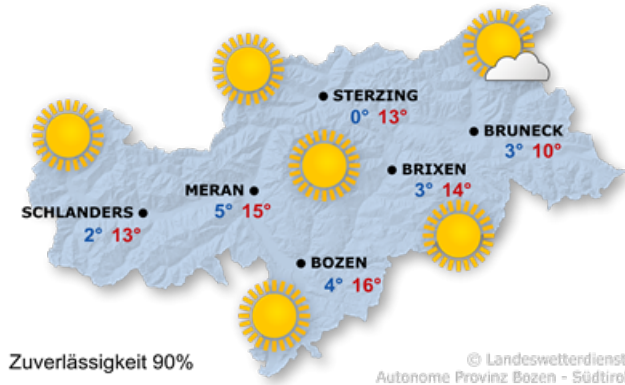 STERZING
0° 13°
BRUNECK
3° 10°
BRIXEN
3° 14°
MERAN
5° 15°
SCHLANDERS
2° 13°
BOZEN
4° 16°
Zuverlässigkeit 90%
© Landeswetterdienst
Autonome Provinz Bozen - Südtirol